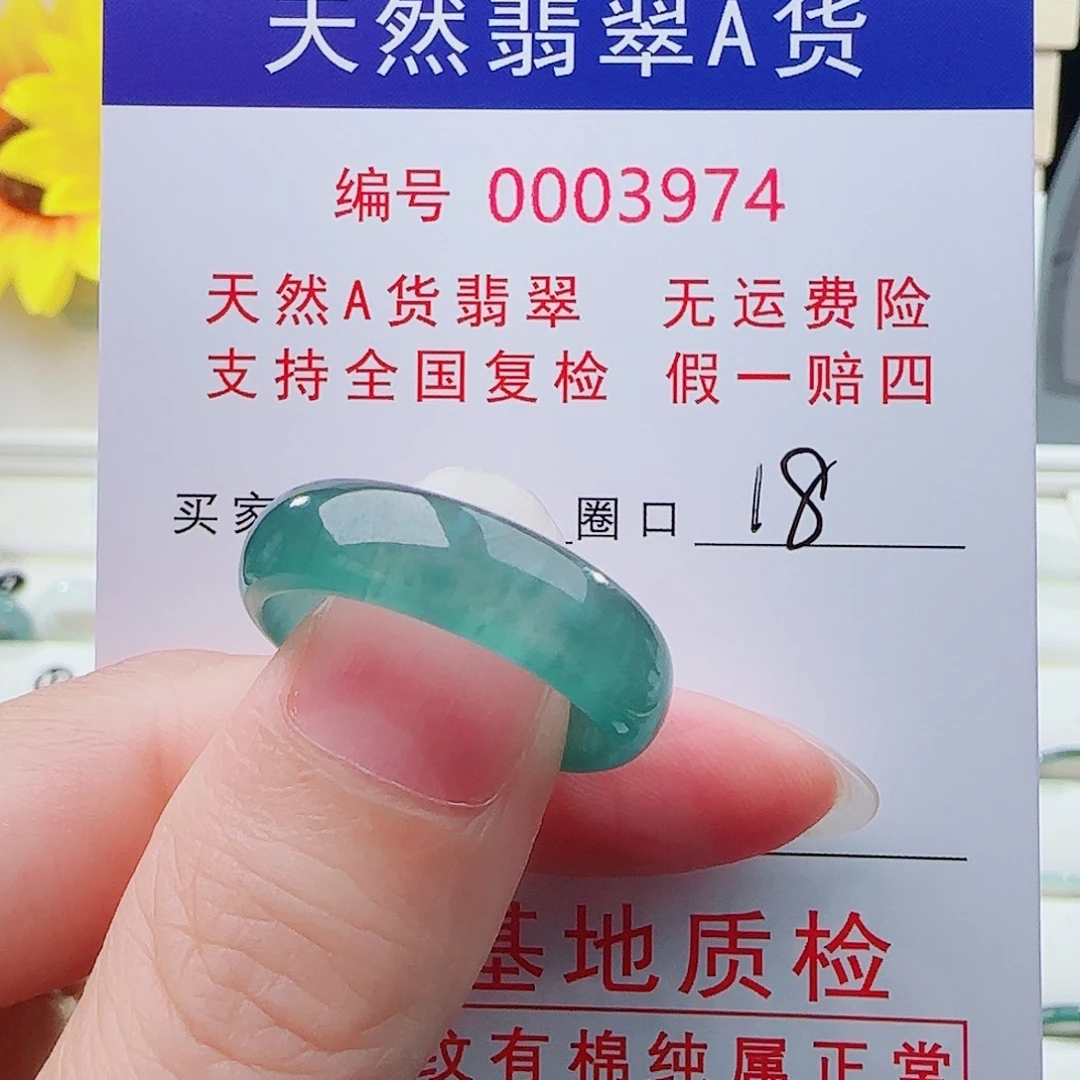 天然翡翠A货
编号 0003974
天然A货翡翠 无运费险
支持全国复检 假一赔四
买家 圈口 18
基地质检
纹有棉纯属正常